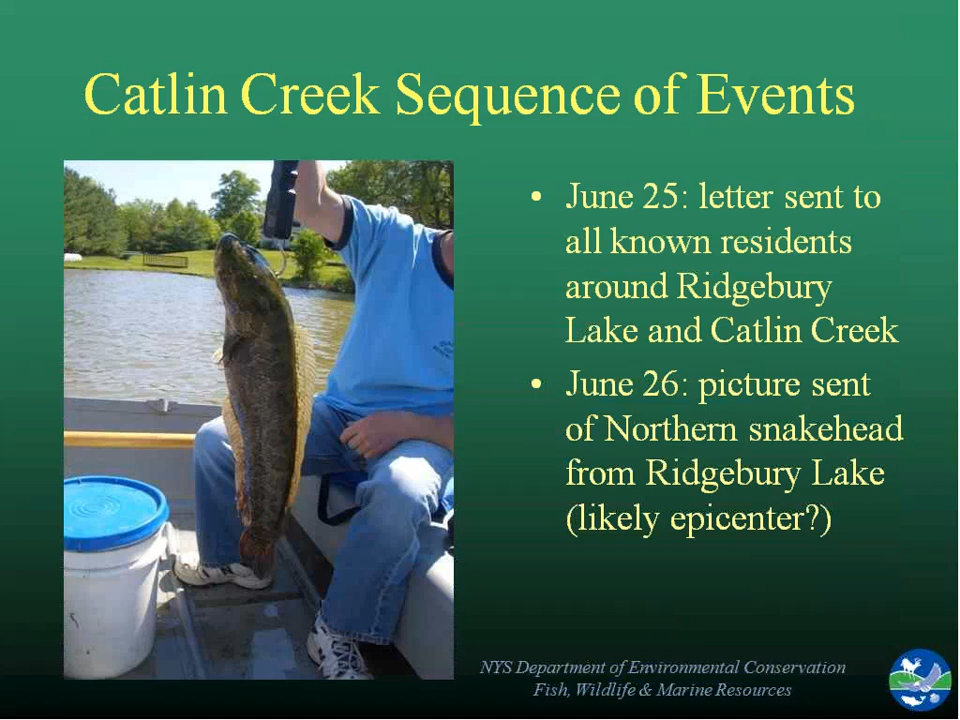 Catlin Creek Sequence of Events
• June 25: letter sent to
all known residents
around Ridgebury
Lake and Catlin Creek
• June 26: picture sent
of Northern snakehead
from Ridgebury Lake
(likely epicenter?)
NYS Department of Environmental Conservation
Fish, Wildlife & Marine Resources